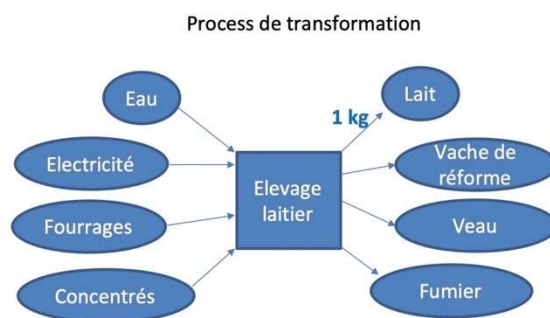 Process de transformation
Eau
Electricité
Fourrages
Concentrés
Elevage
laitier
1 kg
Lait
Vache de
réforme
Veau
Fumier